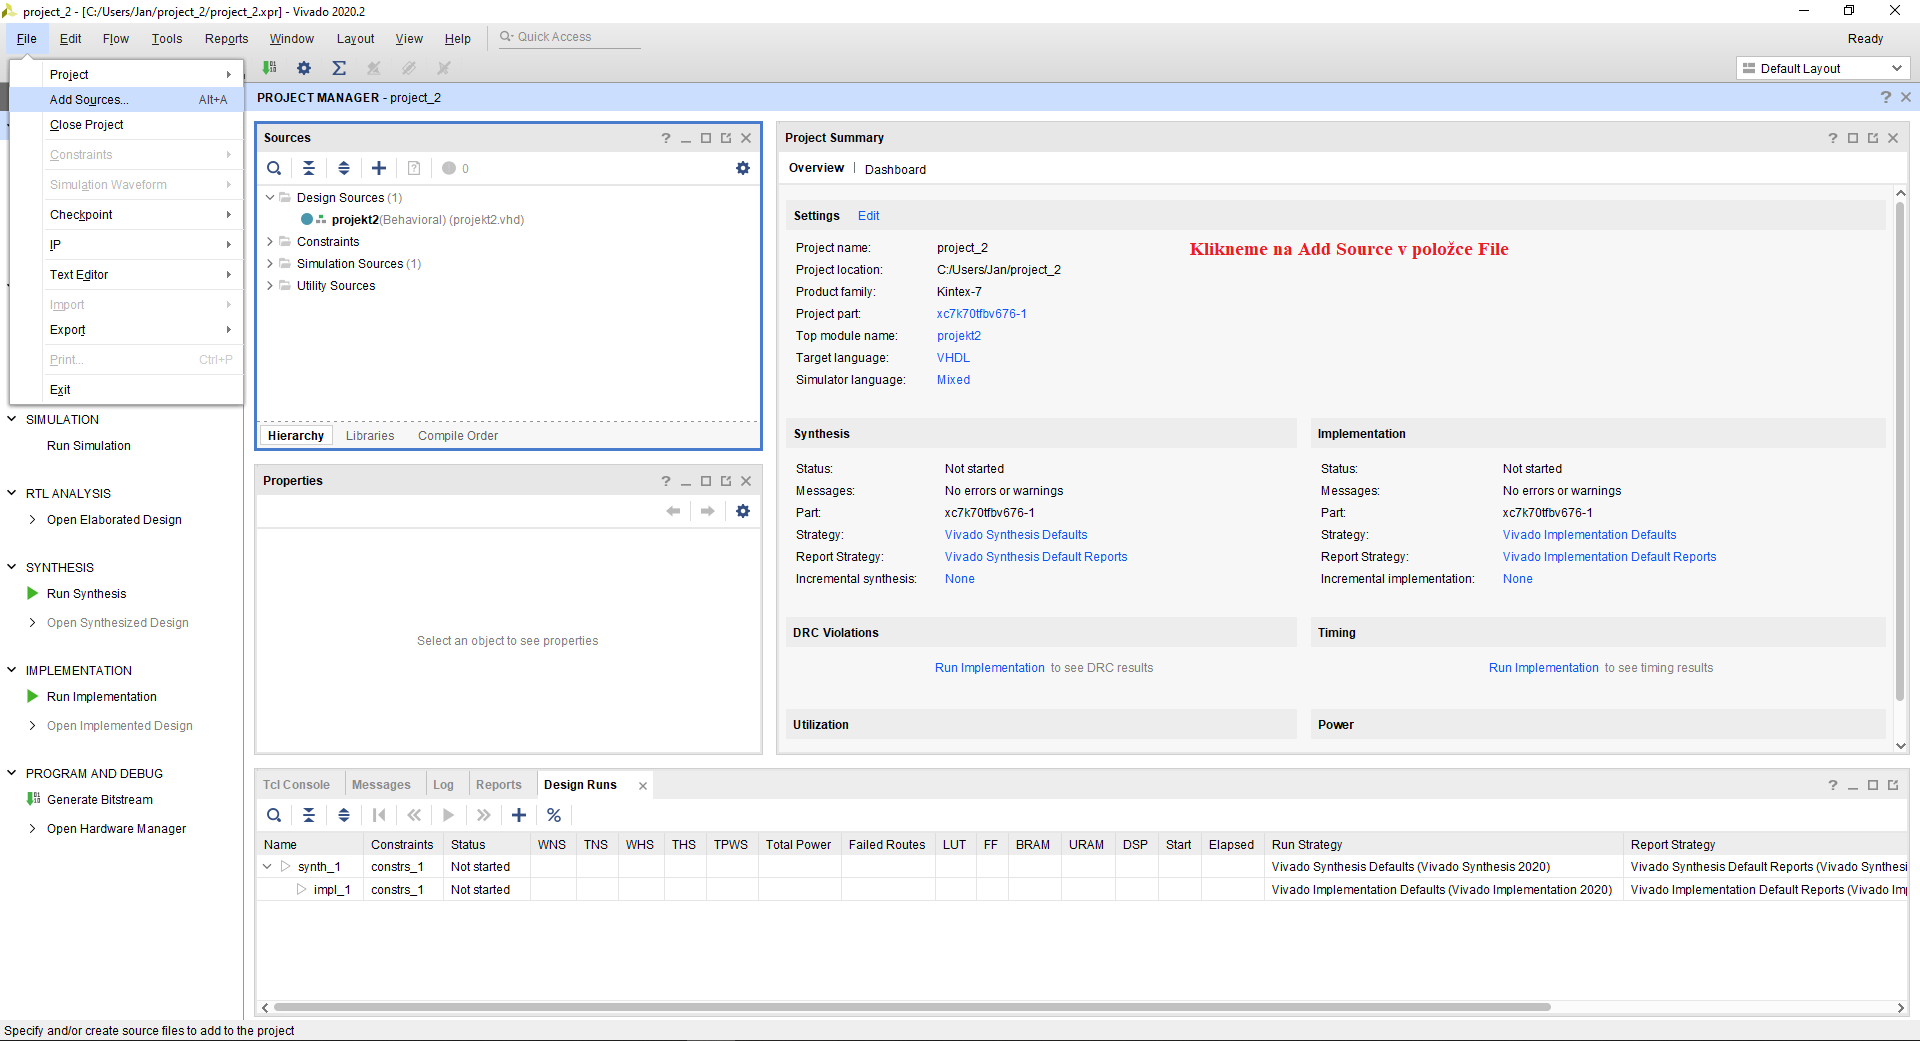 project_2 - [C:/Users/Jan/project_2/project_2.xpr] - Vivado 2020.2
File Edit Flow Tools Reports Window Layout View Help Quick Access Ready
Default Layout
Project
Add Sources... Alt+A
Close Project
Constraints
Simulation Waveform
Checkpoint
IP
Text Editor
Import
Export
Print... Ctrl+P
Exit
SIMULATION
Run Simulation
RTL ANALYSIS
Open Elaborated Design
SYNTHESIS
Run Synthesis
Open Synthesized Design
IMPLEMENTATION
Run Implementation
Open Implemented Design
PROGRAM AND DEBUG
Generate Bitstream
Open Hardware Manager
PROJECT MANAGER - project_2
Sources
0
Design Sources (1)
projekt2(Behavioral) (projekt2.vhd)
Constraints
Simulation Sources (1)
Utility Sources
Hierarchy Libraries Compile Order
Properties
Select an object to see properties
Project Summary
Overview Dashboard
Settings Edit
Project name: project_2
Project location: C:/Users/Jan/project_2
Product family: Kintex-7
Project part: xc7k70tfbv676-1
Top module name: projekt2
Target language: VHDL
Simulator language: Mixed
Klikneme na Add Source v položce File
Synthesis
Status: Not started
Messages: No errors or warnings
Part: xc7k70tfbv676-1
Strategy: Vivado Synthesis Defaults
Report Strategy: Vivado Synthesis Default Reports
Incremental synthesis: None
Implementation
Status: Not started
Messages: No errors or warnings
Part: xc7k70tfbv676-1
Strategy: Vivado Implementation Defaults
Report Strategy: Vivado Implementation Default Reports
Incremental implementation: None
DRC Violations
Run Implementation to see DRC results
Timing
Run Implementation to see timing results
Utilization
Power
Tcl Console Messages Log Reports Design Runs
Name Constraints Status WNS TNS WHS THS TPWS Total Power Failed Routes LUT FF BRAM URAM DSP Start Elapsed Run Strategy Report Strategy
synth_1 constrs_1 Not started Vivado Synthesis Defaults (Vivado Synthesis 2020) Vivado Synthesis Default Reports (Vivado Synthesi
impl_1 constrs_1 Not started Vivado Implementation Defaults (Vivado Implementation 2020) Vivado Implementation Default Reports (Vivado Im
Specify and/or create source files to add to the project